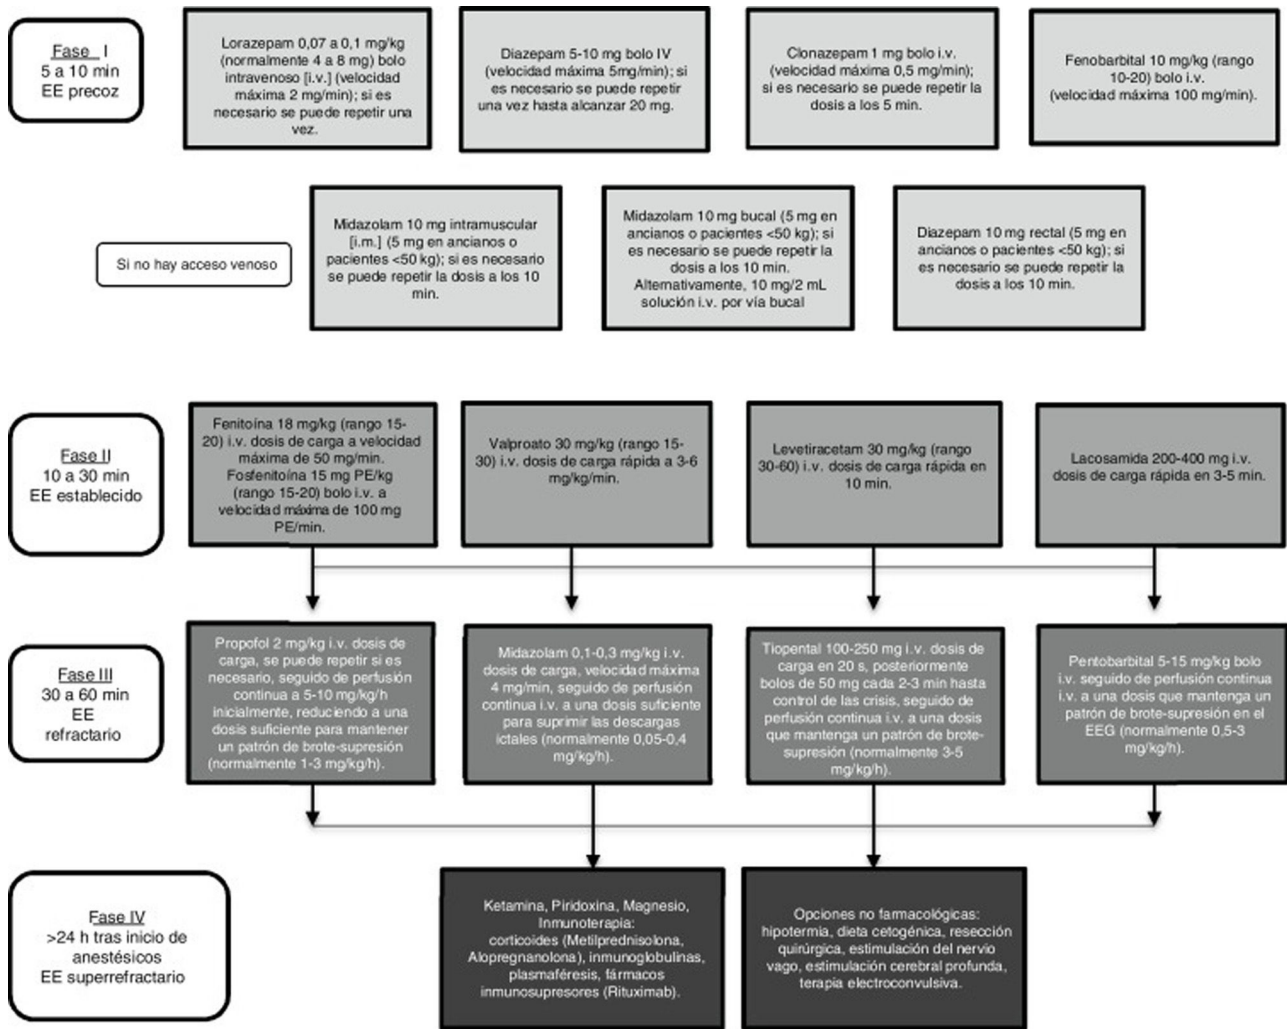 Fase I
5 a 10 min
EE precoz
Lorazepam 0,07 a 0,1 mg/kg
(normalmente 4 a 8 mg) bolo
intravenoso [i.v.] (velocidad
máxima 2 mg/min); si es
necesario se puede repetir una
vez.
Diazepam 5-10 mg bolo IV
(velocidad máxima 5mg/min); si
es necesario se puede repetir
una vez hasta alcanzar 20 mg.
Clonazepam 1 mg bolo i.v.
(velocidad máxima 0,5 mg/min);
si es necesario se puede repetir la
dosis a los 5 min.
Fenobarbital 10 mg/kg (rango
10-20) bolo i.v.
(velocidad máxima 100 mg/min).
Si no hay acceso venoso
Midazolam 10 mg intramuscular
[i.m.] (5 mg en ancianos o
pacientes <50 kg); si es necesario
se puede repetir la dosis a los 10
min.
Midazolam 10 mg bucal (5 mg en
ancianos o pacientes <50 kg); si
es necesario se puede repetir la
dosis a los 10 min.
Alternativamente, 10 mg/2 mL
solución i.v. por vía bucal
Diazepam 10 mg rectal (5 mg en
ancianos o pacientes <50 kg); si
es necesario se puede repetir la
dosis a los 10 min.
Fase II
10 a 30 min
EE establecido
Fenitoína 18 mg/kg (rango 15-
20) i.v. dosis de carga a velocidad
máxima de 50 mg/min.
Fosfenitoína 15 mg PE/kg
(rango 15-20) bolo i.v. a
velocidad máxima de 100 mg
PE/min.
Valproato 30 mg/kg (rango 15-
30) i.v. dosis de carga rápida a 3-6
mg/kg/min.
Levetiracetam 30 mg/kg (rango
30-60) i.v. dosis de carga rápida en
10 min.
Lacosamida 200-400 mg i.v.
dosis de carga rápida en 3-5 min.
Fase III
30 a 60 min
EE
refractario
Propofol 2 mg/kg i.v. dosis de
carga, se puede repetir si es
necesario, seguido de perfusión
continua a 5-10 mg/kg/h
inicialmente, reduciendo a una
dosis suficiente para mantener
un patrón de brote-supresión
(normalmente 1-3 mg/kg/h).
Midazolam 0,1-0,3 mg/kg i.v.
dosis de carga, velocidad máxima
4 mg/min, seguido de perfusión
continua i.v. a una dosis suficiente
para suprimir las descargas
ictales (normalmente 0,05-0,4
mg/kg/h).
Tiopental 100-250 mg i.v. dosis de
carga en 20 s, posteriormente
bolos de 50 mg cada 2-3 min hasta
control de las crisis, seguido de
perfusión continua i.v. a una dosis
que mantenga un patrón de brote-
supresión (normalmente 3-5
mg/kg/h).
Pentobarbital 5-15 mg/kg bolo
i.v. seguido de perfusión continua
i.v. a una dosis que mantenga un
patrón de brote-supresión en el
EEG (normalmente 0,5-3
mg/kg/h).
Fase IV
>24 h tras inicio de
anestésicos
EE superrefractario
Ketamina, Piridoxina, Magnesio,
Inmunoterapia:
corticoides (Metilprednisolona,
Alopregnanolona), inmunoglobulinas,
plasmaféresis, fármacos
inmunosupresores (Rituximab).
Opciones no farmacológicas:
hipotermia, dieta cetogénica, resección
quirúrgica, estimulación del nervio
vago, estimulación cerebral profunda,
terapia electroconvulsiva.